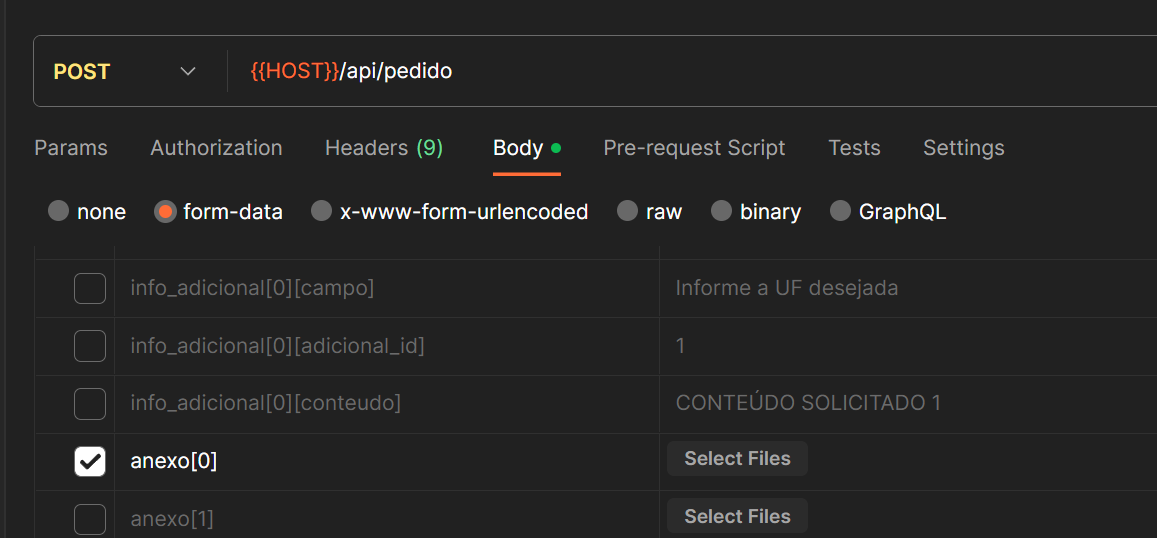 POST {{HOST}}/api/pedido
Params Authorization Headers (9) Body Pre-request Script Tests Settings
none form-data x-www-form-urlencoded raw binary GraphQL
info_adicional[0][campo] Informe a UF desejada
info_adicional[0][adicional_id] 1
info_adicional[0][conteudo] CONTEÚDO SOLICITADO 1
anexo[0] Select Files
anexo[1] Select Files